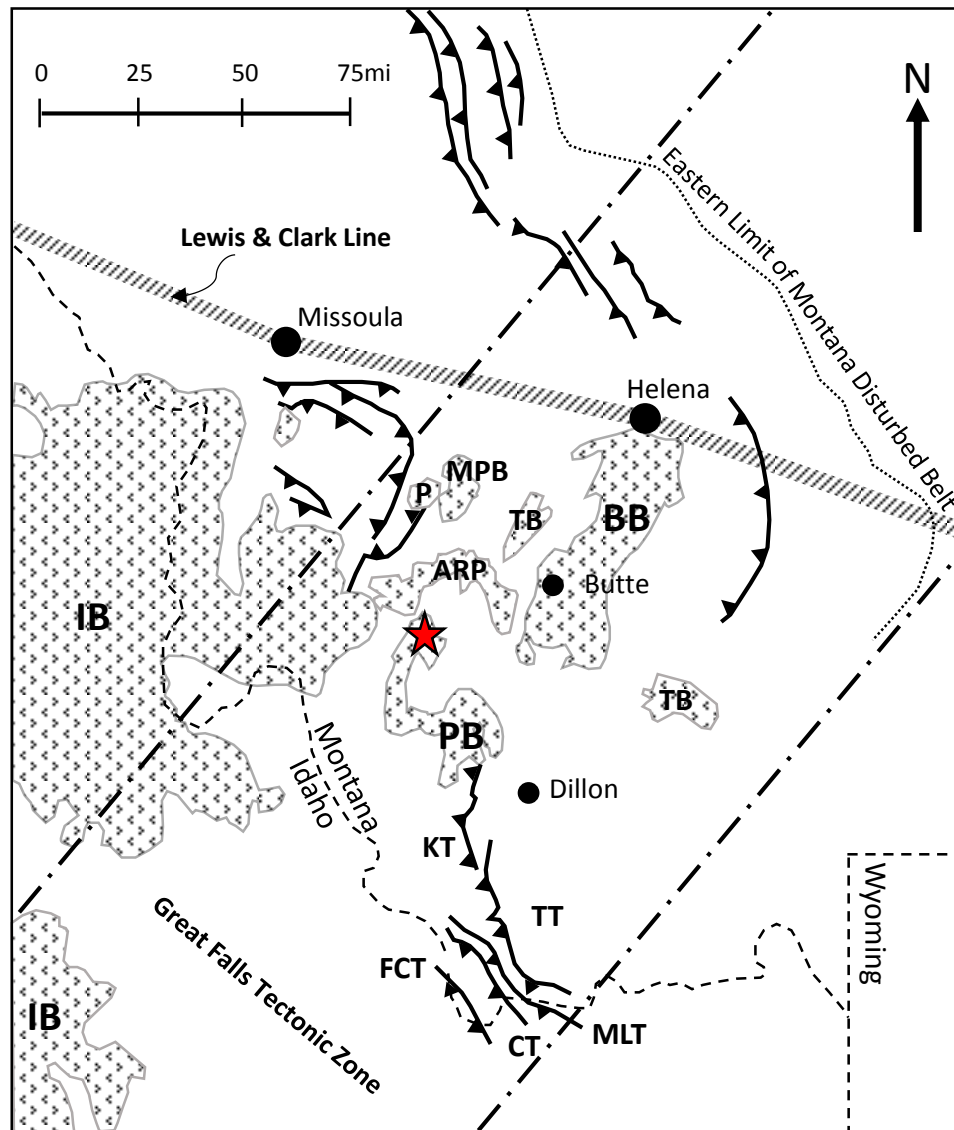 0 25 50 75mi
N
Eastern Limit of Montana Disturbed Belt
Lewis & Clark Line
Missoula
Helena
MPB
P
TB
BB
ARP
Butte
IB
TB
PB
Montana
Idaho
Dillon
KT
Wyoming
TT
Great Falls Tectonic Zone
FCT
IB
CT
MLT